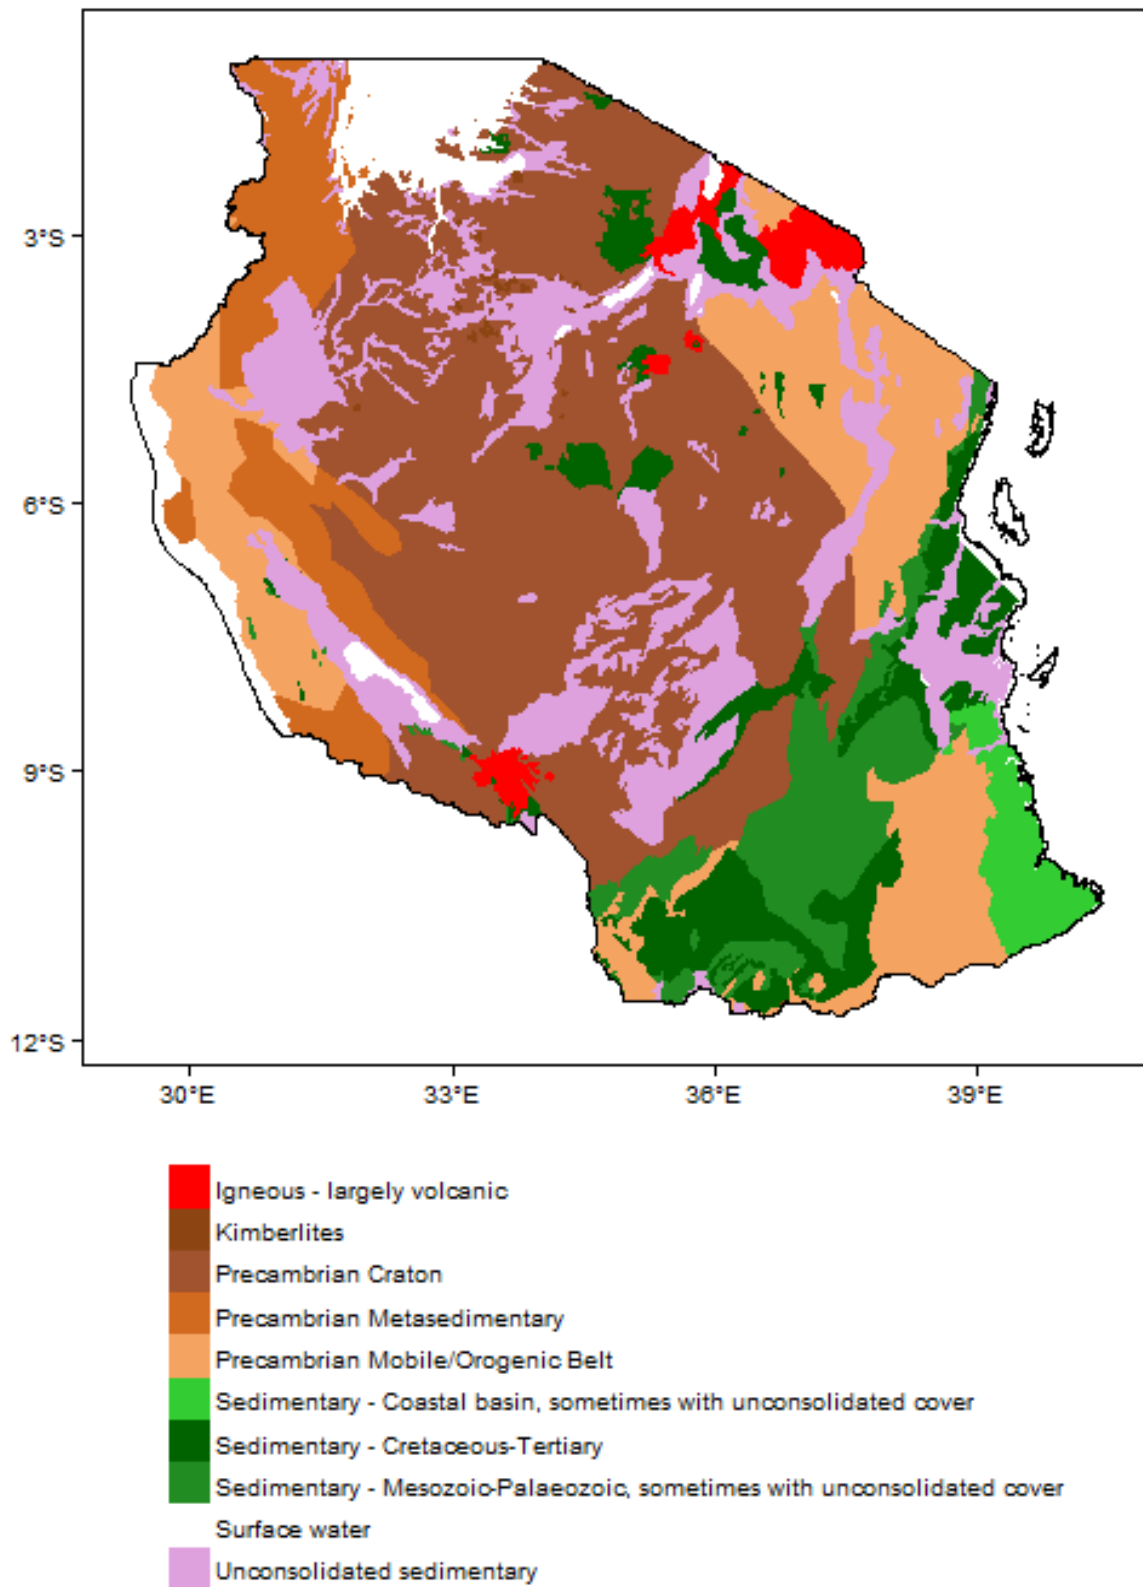 3°S
6°S
9°S
12°S
30°E
33°E
36°E
39°E
Igneous - largely volcanic
Kimberlites
Precambrian Craton
Precambrian Metasedimentary
Precambrian Mobile/Orogenic Belt
Sedimentary - Coastal basin, sometimes with unconsolidated cover
Sedimentary - Cretaceous-Tertiary
Sedimentary - Mesozoic-Palaeozoic, sometimes with unconsolidated cover
Surface water
Unconsolidated sedimentary